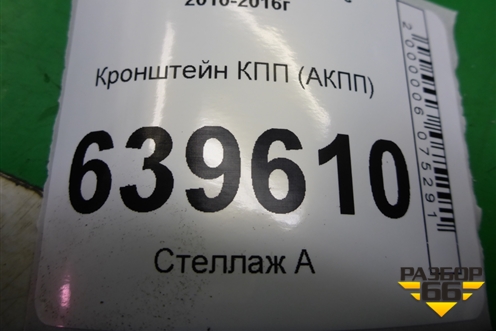 2010-2016г
Кронштейн КПП (АКПП)
639610
Стеллаж А
2000006075291
РАЗБОР
66